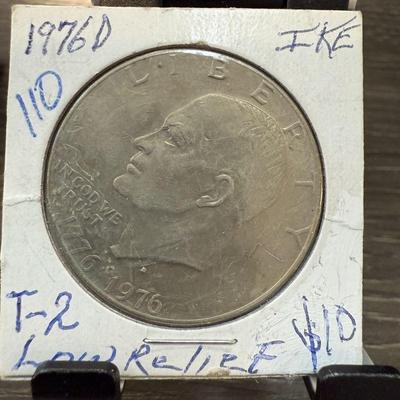 1976D IKE
110
LIBERTY
IN GOD WE
TRUST
1776-1976
D
T-2
Low Relief $10